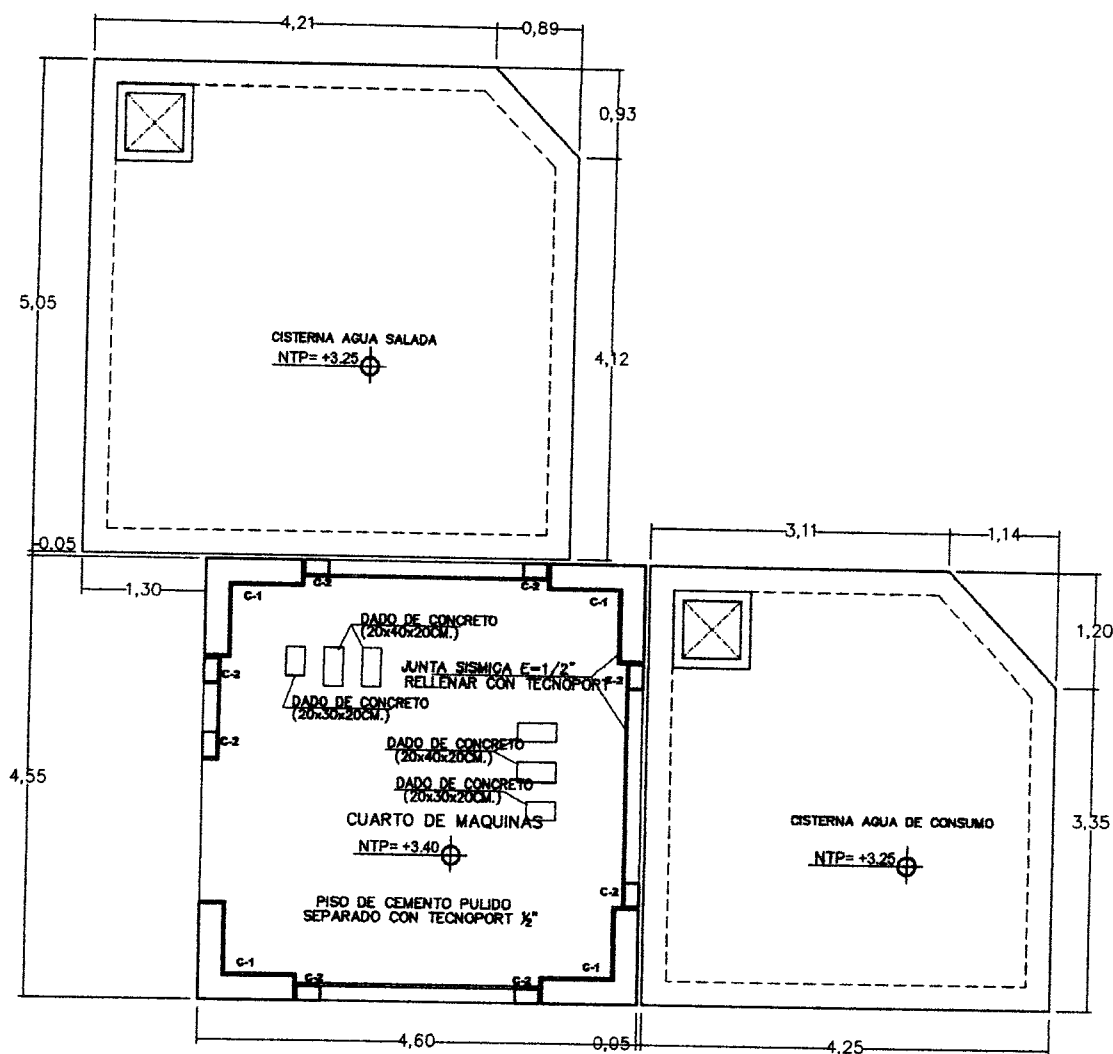 4,21
0,89
0,93
5,05
CISTERNA AGUA SALADA
NTP= +3.25
4,12
0.05
1,30
3,11
1,14
1,20
C-2
C-2
C-1
C-1
DADO DE CONCRETO
(20x40x20CM.)
JUNTA SISMICA E=1/2"
RELLENAR CON TECNOPORT
C-2
C-2
DADO DE CONCRETO
(20x30x20CM.)
C-2
DADO DE CONCRETO
(20x40x20CM.)
DADO DE CONCRETO
(20x30x20CM.)
4,55
CUARTO DE MAQUINAS
NTP= +3.40
CISTERNA AGUA DE CONSUMO
NTP= +3.25
3,35
C-2
PISO DE CEMENTO PULIDO
SEPARADO CON TECNOPORT ½"
C-1
C-1
C-2
C-2
4,60
0,05
4,25